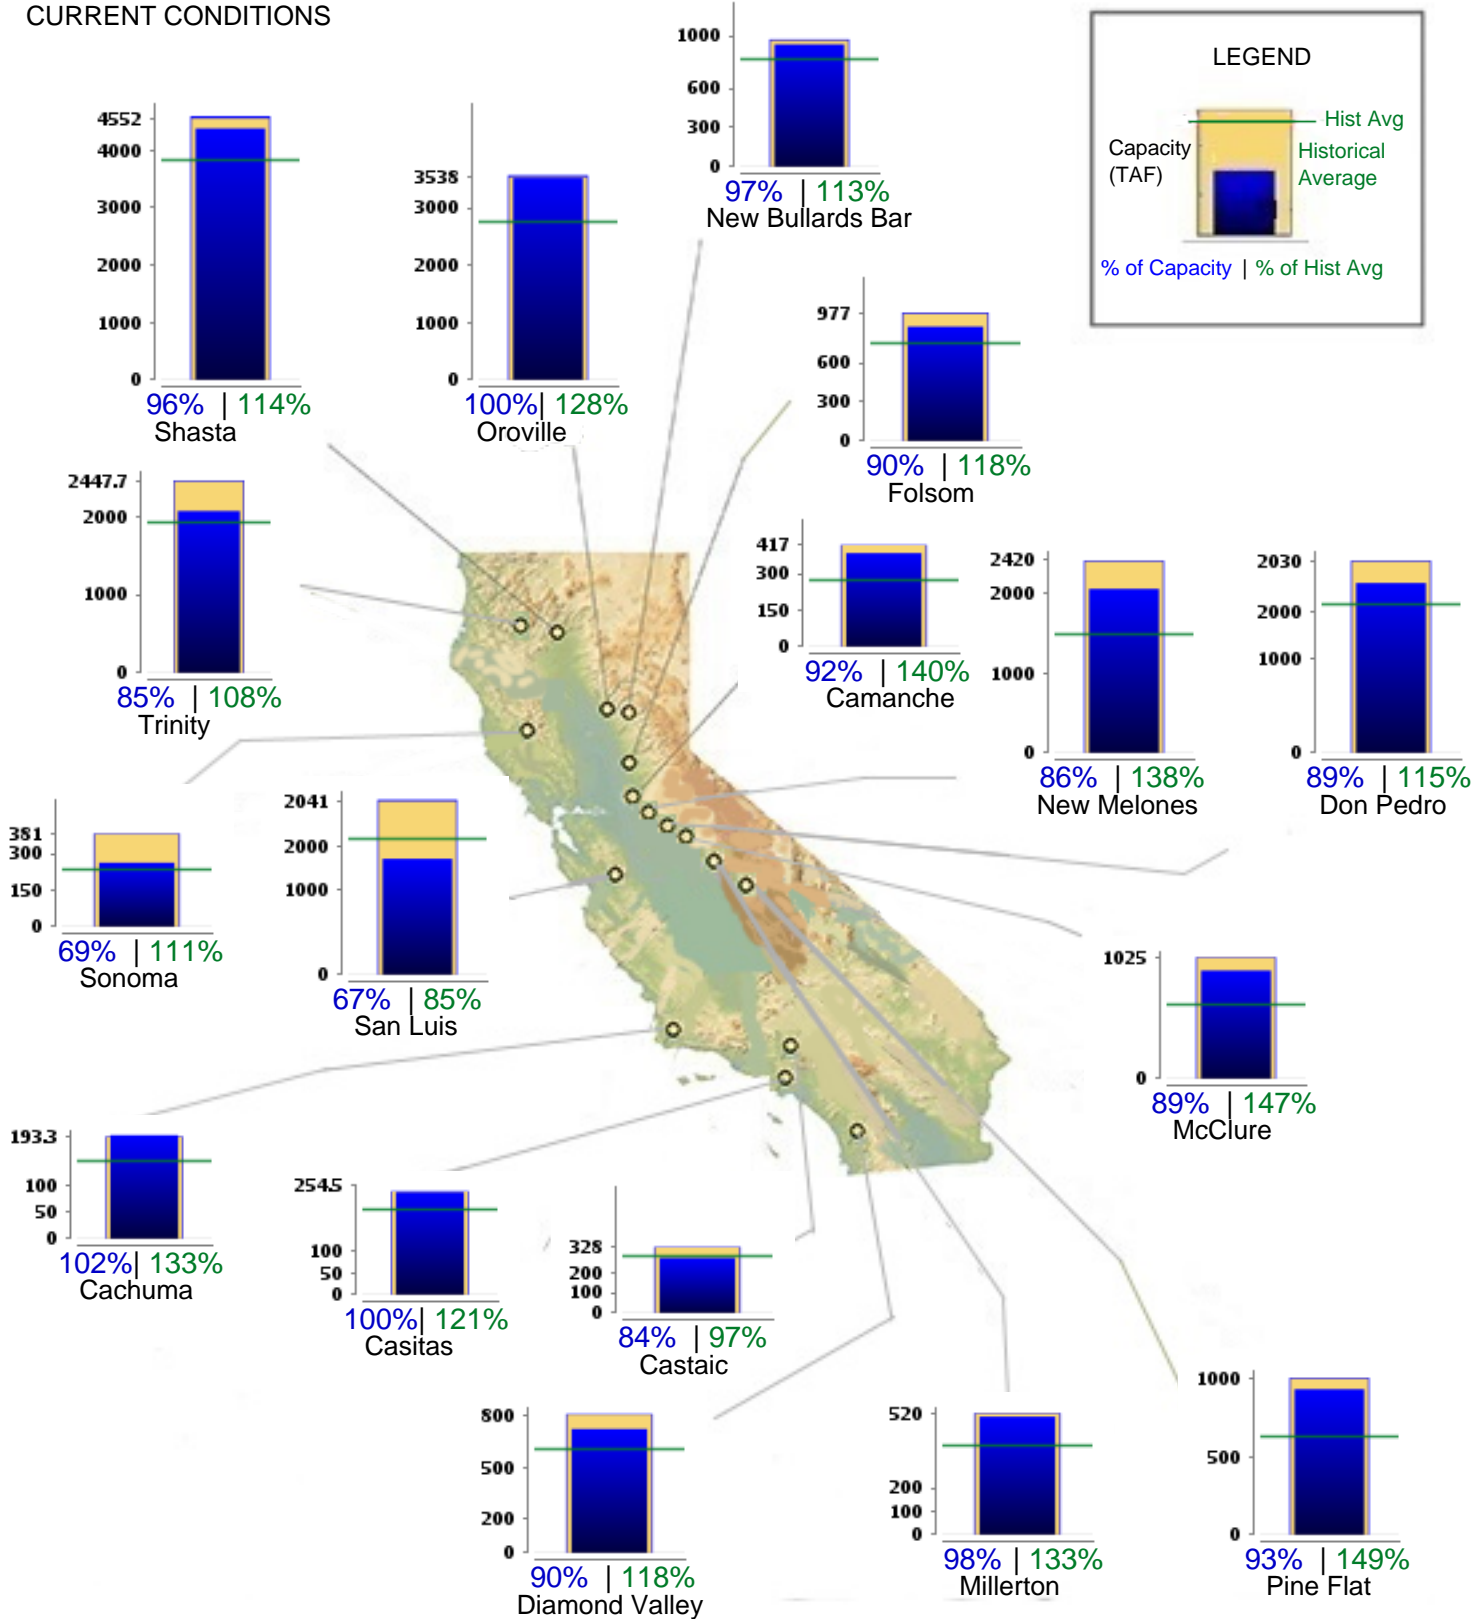 CURRENT CONDITIONS
LEGEND
Hist Avg
Capacity
(TAF)
Historical
Average
% of Capacity | % of Hist Avg
1000
600
300
0
97% | 113%
New Bullards Bar
4552
4000
3000
2000
1000
0
96% | 114%
Shasta
3538
3000
2000
1000
0
100% | 128%
Oroville
977
600
300
0
90% | 118%
Folsom
2447.7
2000
1000
0
85% | 108%
Trinity
417
300
150
0
92% | 140%
Camanche
2420
2000
1000
0
86% | 138%
New Melones
2030
2000
1000
0
89% | 115%
Don Pedro
381
300
150
0
69% | 111%
Sonoma
2041
2000
1000
0
67% | 85%
San Luis
1025
0
89% | 147%
McClure
193.3
100
50
0
102% | 133%
Cachuma
254.5
100
50
0
100% | 121%
Casitas
328
200
100
0
84% | 97%
Castaic
800
500
200
0
90% | 118%
Diamond Valley
520
200
100
0
98% | 133%
Millerton
1000
500
0
93% | 149%
Pine Flat